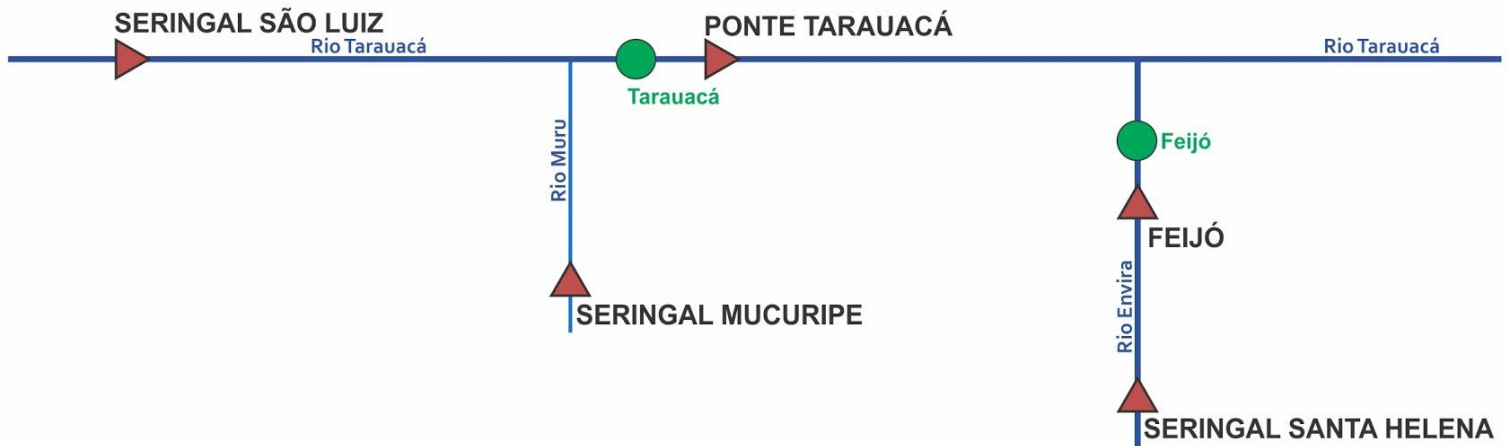 SERINGAL SÃO LUIZ
Rio Tarauacá
PONTE TARAUACÁ
Rio Tarauacá
Tarauacá
Feijó
Rio Muru
FEIJÓ
Rio Envira
SERINGAL MUCURIPE
SERINGAL SANTA HELENA